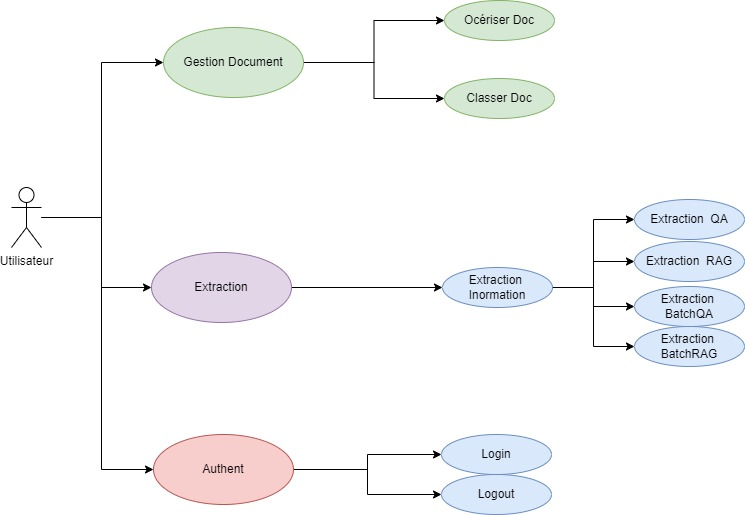 Océriser Doc
Gestion Document
Classer Doc
Utilisateur
Extraction QA
Extraction RAG
Extraction
Extraction
Inormation
Extraction
BatchQA
Extraction
BatchRAG
Authent
Login
Logout